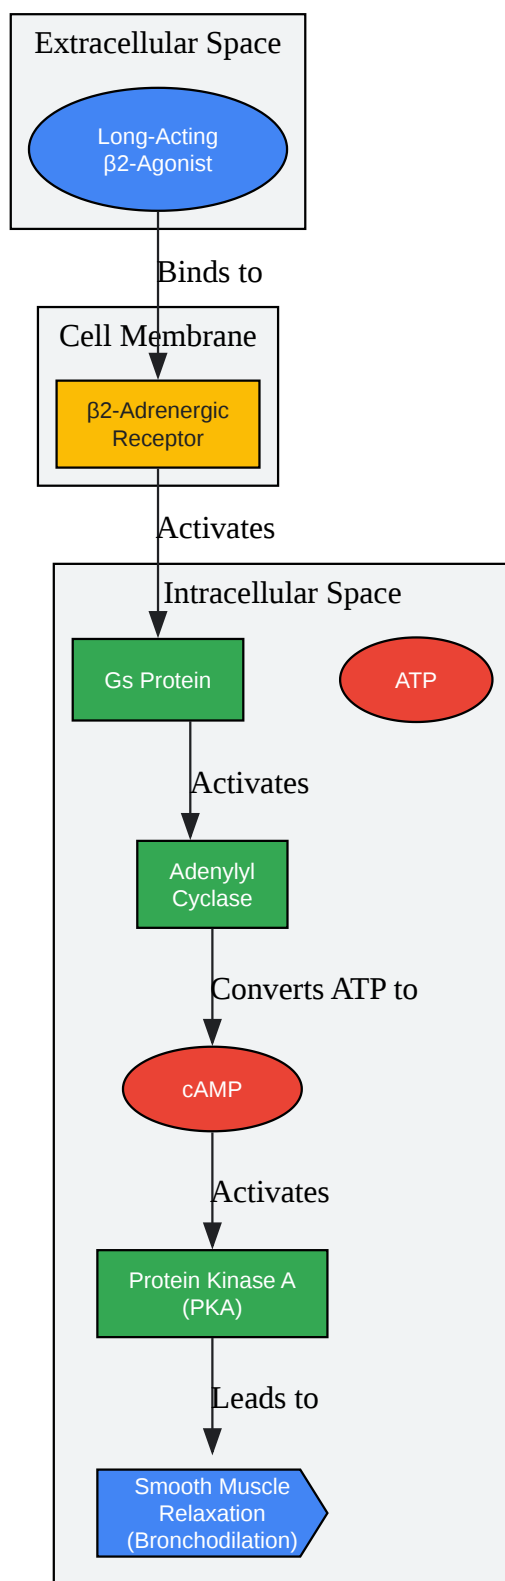 Extracellular Space
Long-Acting
β2-Agonist
Binds to
Cell Membrane
β2-Adrenergic
Receptor
Activates
Intracellular Space
Gs Protein
ATP
Activates
Adenylyl
Cyclase
Converts ATP to
cAMP
Activates
Protein Kinase A
(PKA)
Leads to
Smooth Muscle
Relaxation
(Bronchodilation)